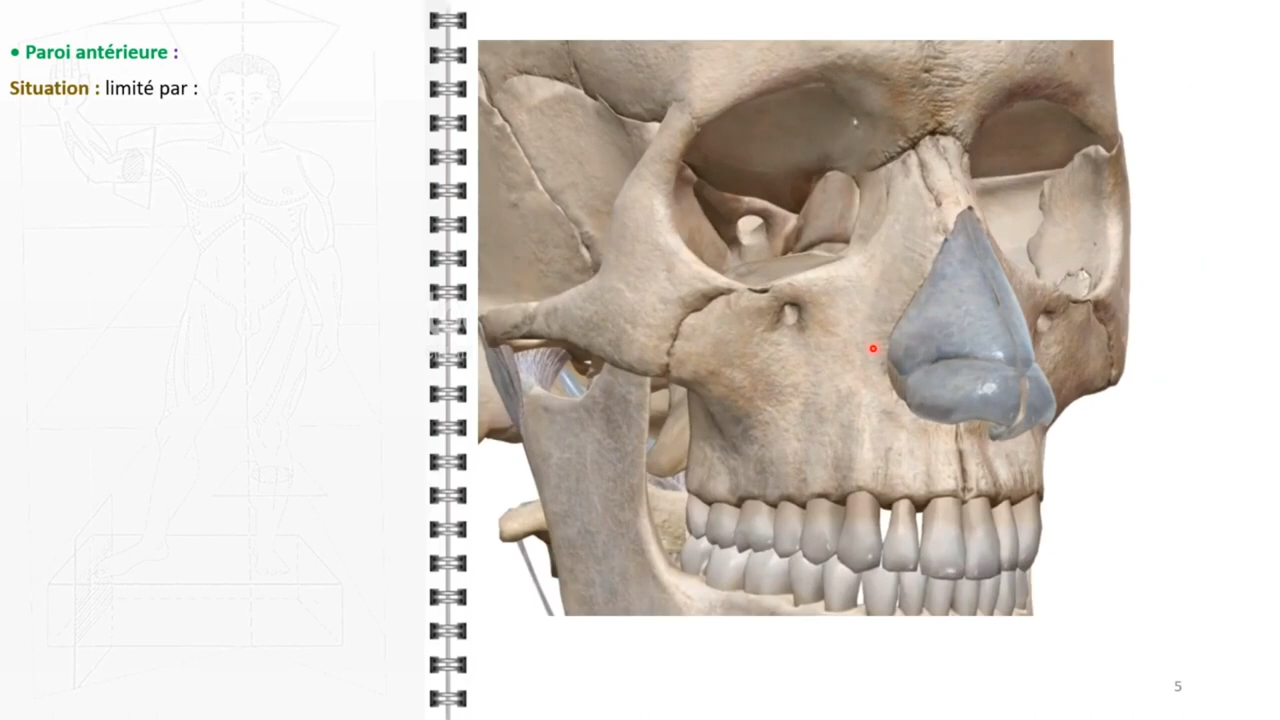 • Paroi antérieure :
Situation : limité par :
5